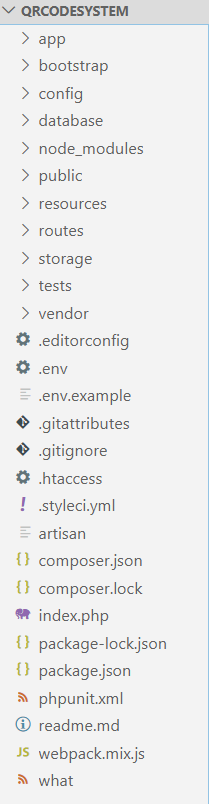 QRCODESYSTEM
app
bootstrap
config
database
node_modules
public
resources
routes
storage
tests
vendor
.editorconfig
.env
.env.example
.gitattributes
.gitignore
.htaccess
.styleci.yml
artisan
composer.json
composer.lock
index.php
package-lock.json
package.json
phpunit.xml
readme.md
webpack.mix.js
what